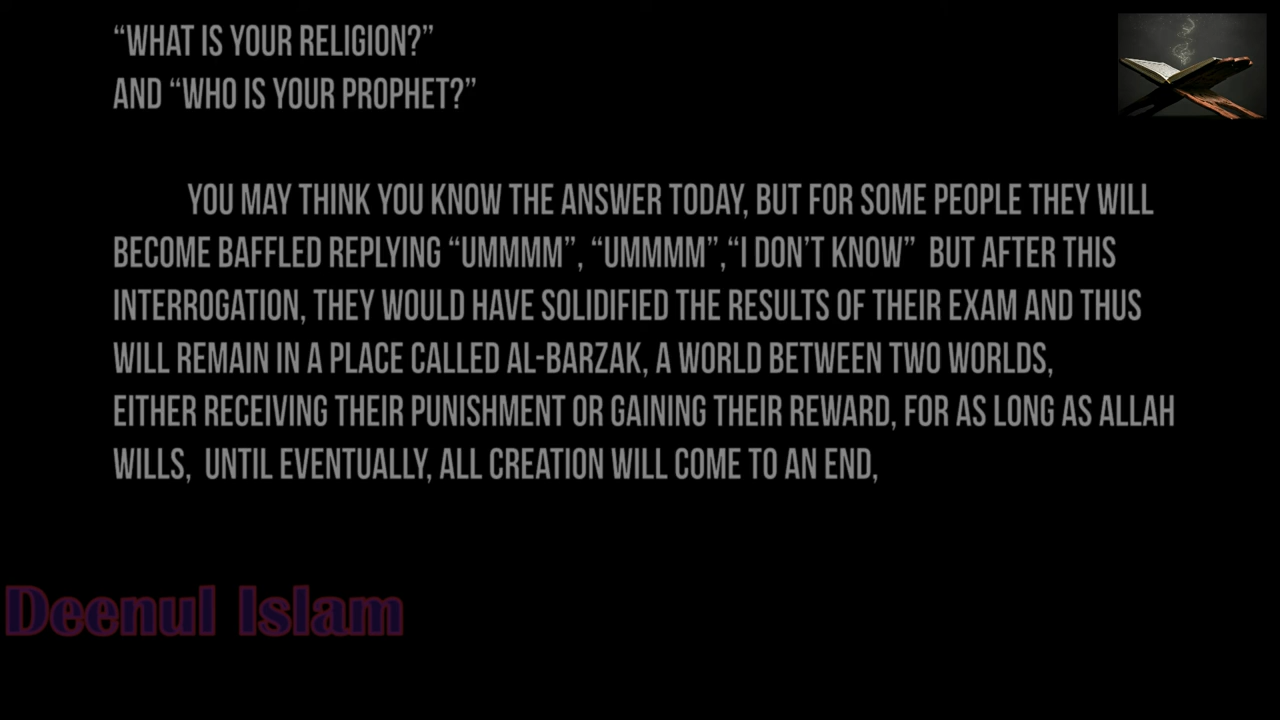 “WHAT IS YOUR RELIGION?”
AND “WHO IS YOUR PROPHET?”
YOU MAY THINK YOU KNOW THE ANSWER TODAY, BUT FOR SOME PEOPLE THEY WILL
BECOME BAFFLED REPLYING “UMMMM”, “UMMMM”,“I DON’T KNOW” BUT AFTER THIS
INTERROGATION, THEY WOULD HAVE SOLIDIFIED THE RESULTS OF THEIR EXAM AND THUS
WILL REMAIN IN A PLACE CALLED AL-BARZAK, A WORLD BETWEEN TWO WORLDS,
EITHER RECEIVING THEIR PUNISHMENT OR GAINING THEIR REWARD, FOR AS LONG AS ALLAH
WILLS, UNTIL EVENTUALLY, ALL CREATION WILL COME TO AN END,
Deenul Islam